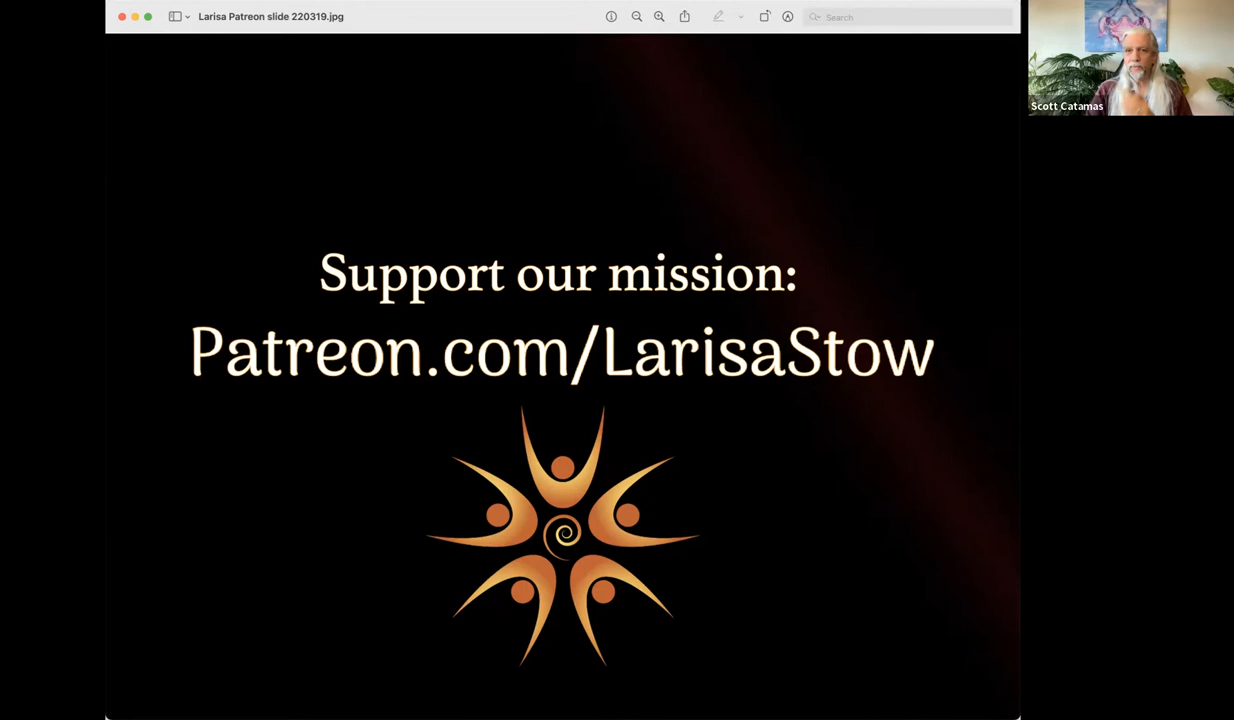 Larisa Patreon slide 220319.jpg
Search
Scott Catamas
Support our mission:
Patreon.com/LarisaStow